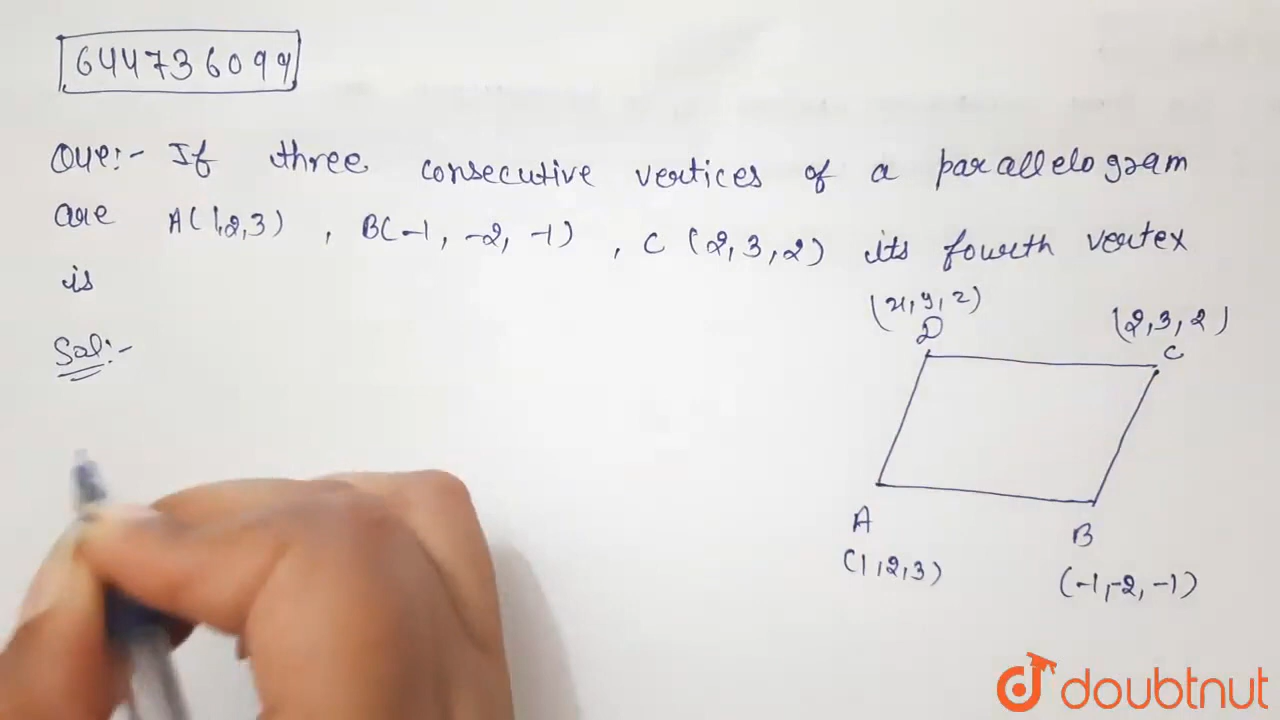 644736099
Que:- If three consecutive vertices of a parallelogram
are A(1,2,3) , B(-1, -2, -1) , C (2,3,2) its fourth vertex
is
Sol:-
(x,y,z)
D
(2,3,2)
C
A
(1,2,3)
B
(-1,-2,-1)
doubtnut